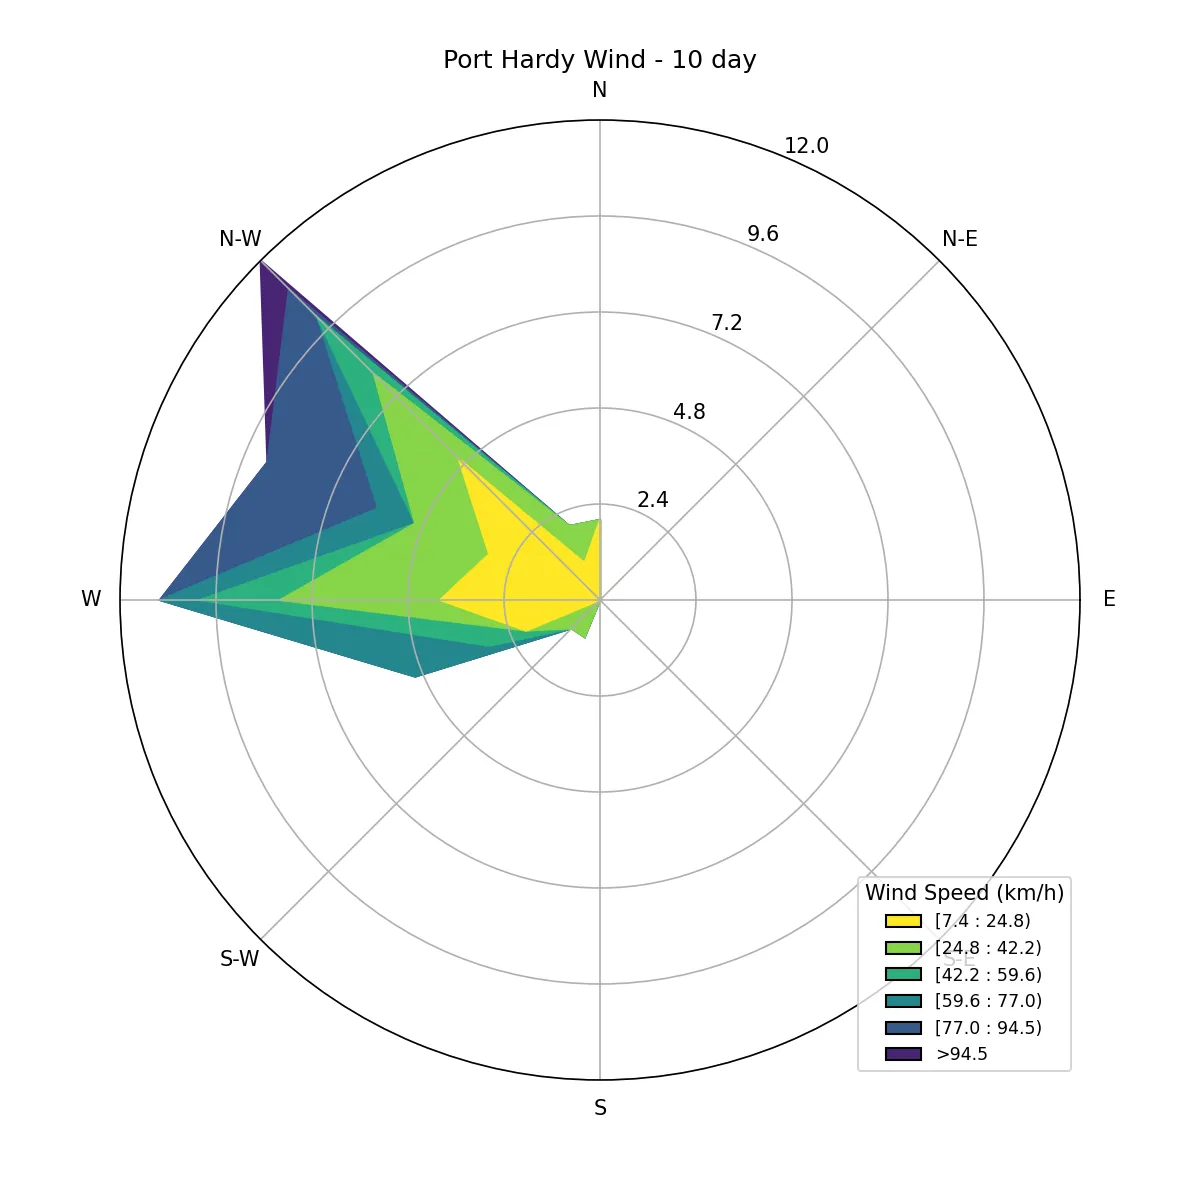 Port Hardy Wind - 10 day
N
12.0
N-W
9.6
N-E
7.2
4.8
2.4
W
E
S-W
S-E
Wind Speed (km/h)
[7.4 : 24.8)
[24.8 : 42.2)
[42.2 : 59.6)
[59.6 : 77.0)
[77.0 : 94.5)
>94.5
S